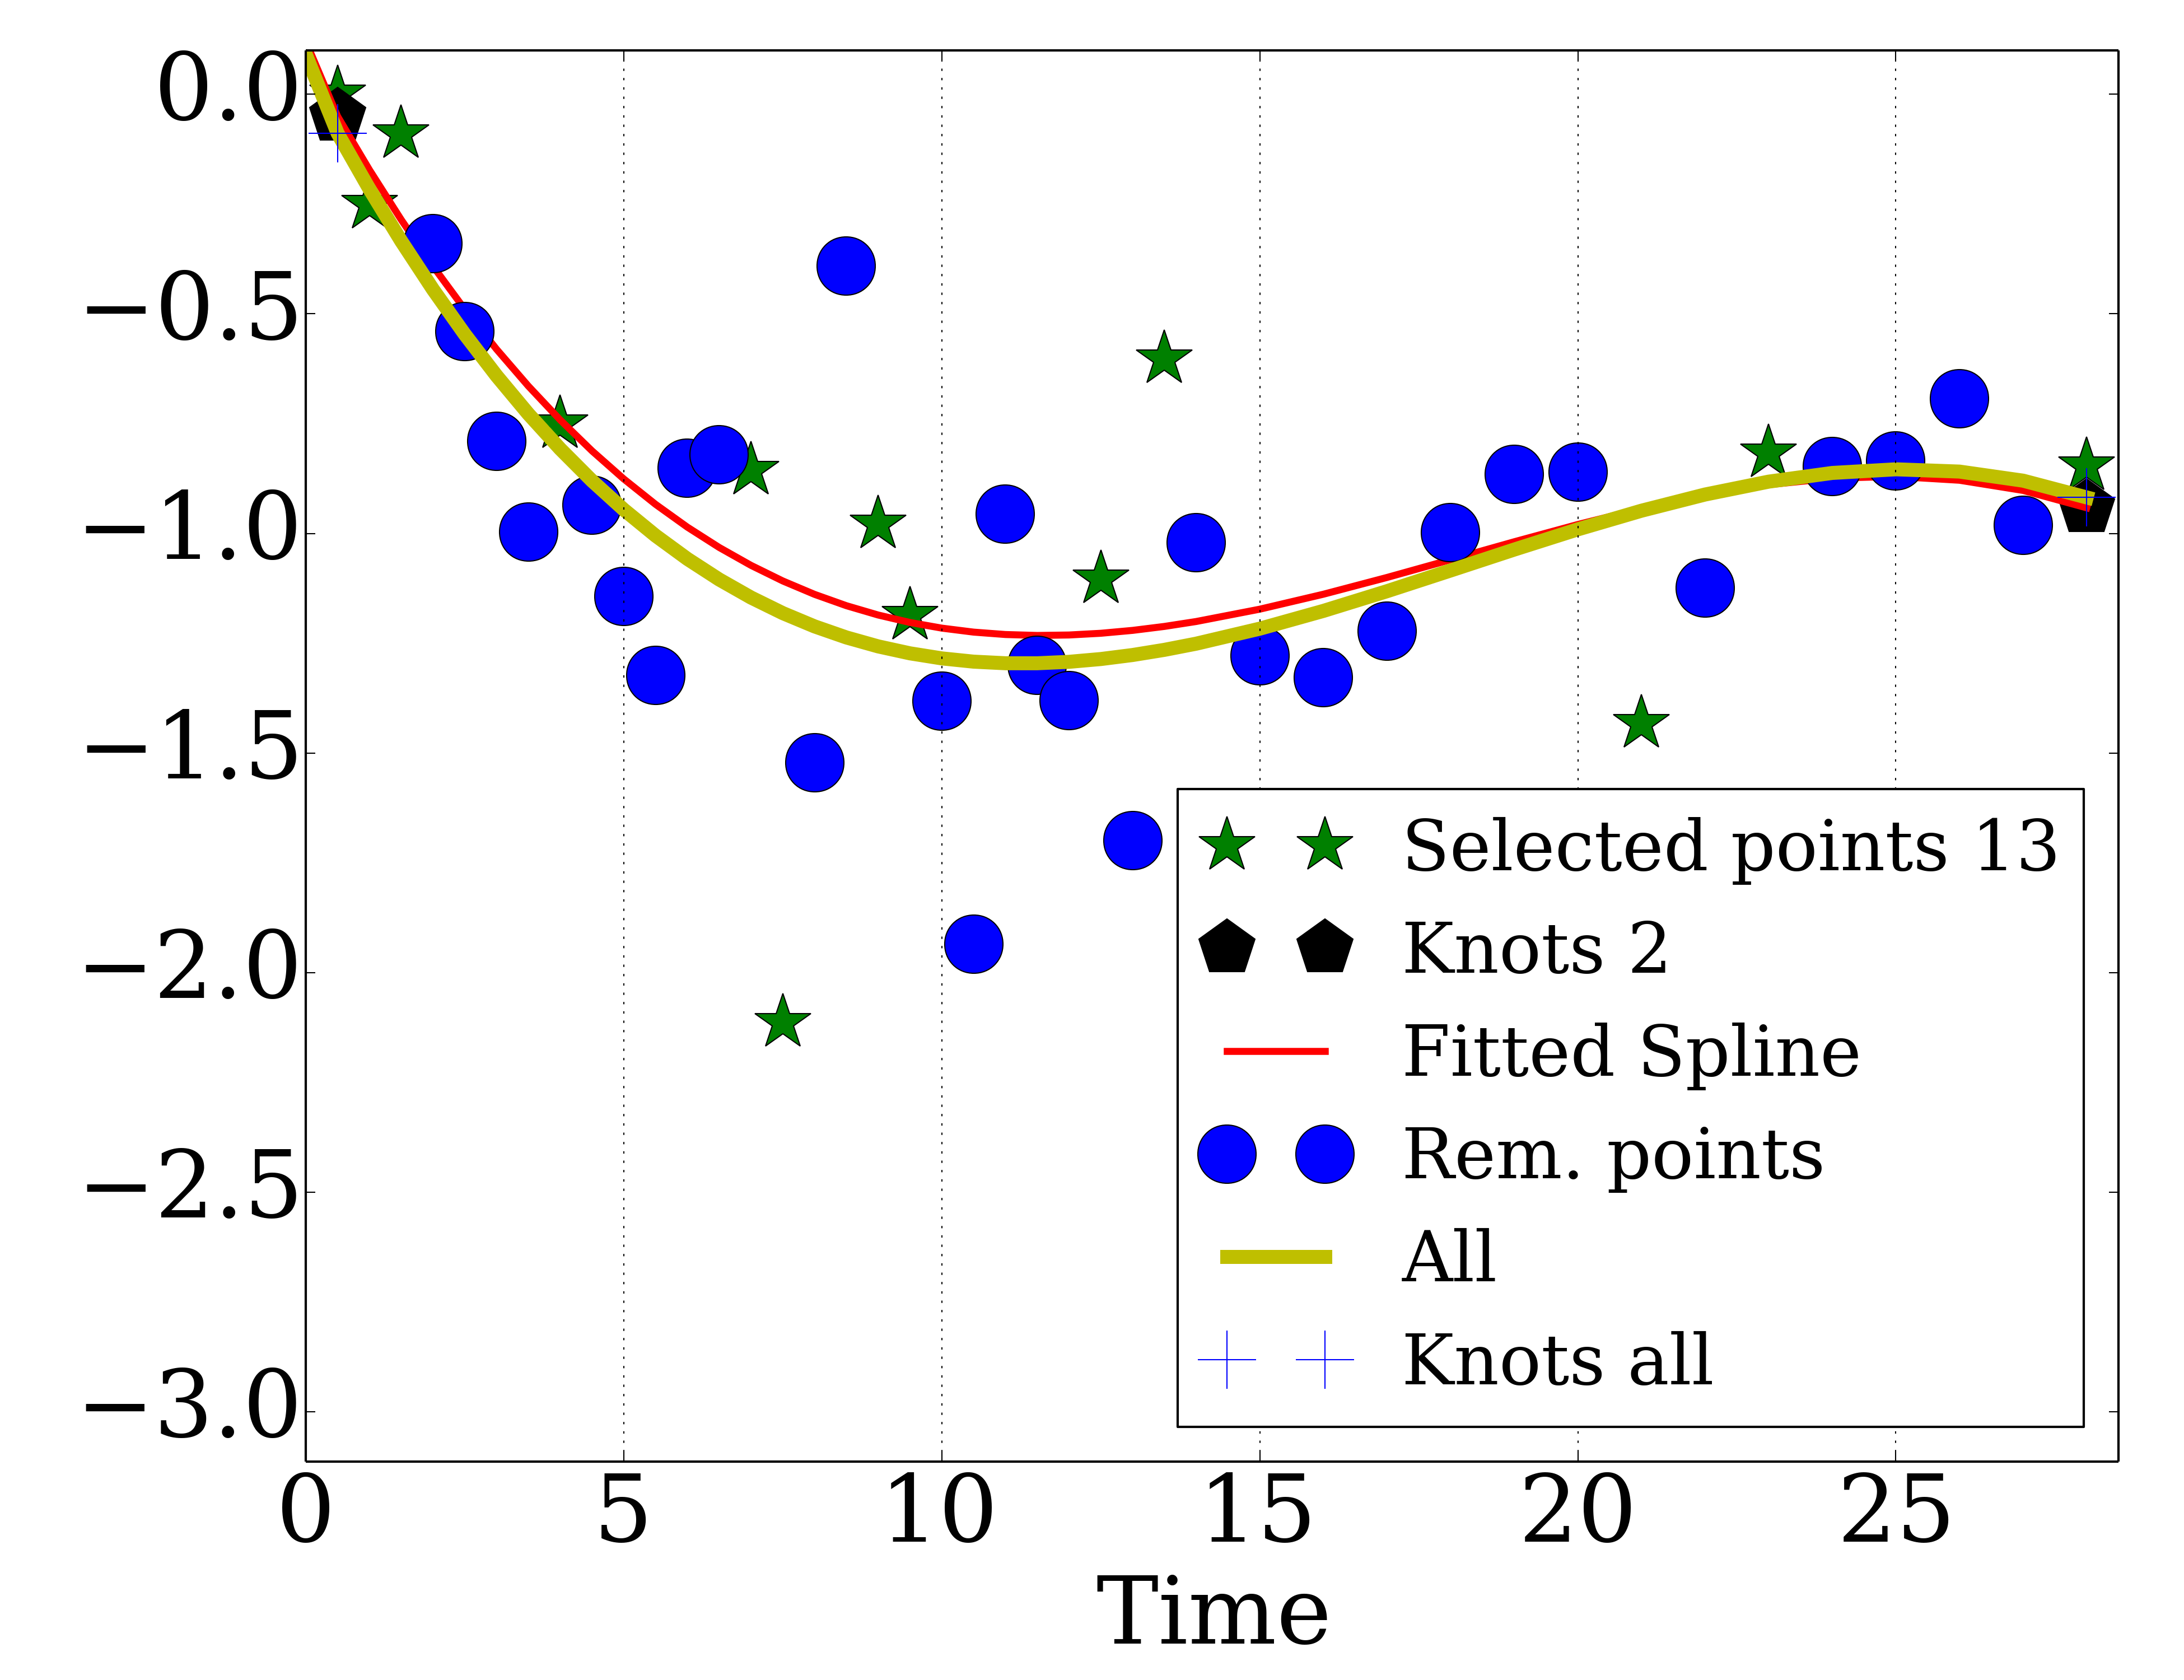 0.0
−0.5
−1.0
−1.5
−2.0
−2.5
−3.0
Selected points 13
Knots 2
Fitted Spline
Rem. points
All
Knots all
0 5 10 15 20 25
Time